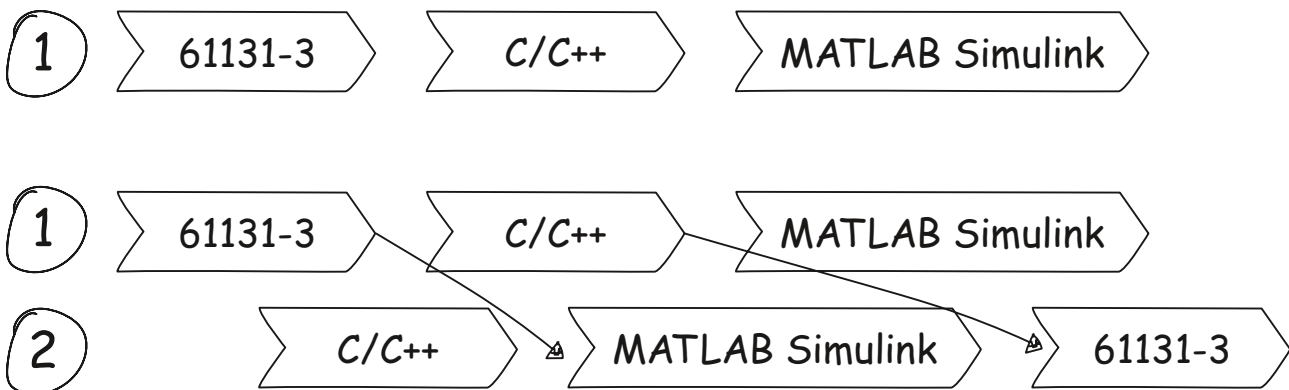 1 61131-3 C/C++ MATLAB Simulink
1 61131-3 C/C++ MATLAB Simulink
2 C/C++ MATLAB Simulink 61131-3